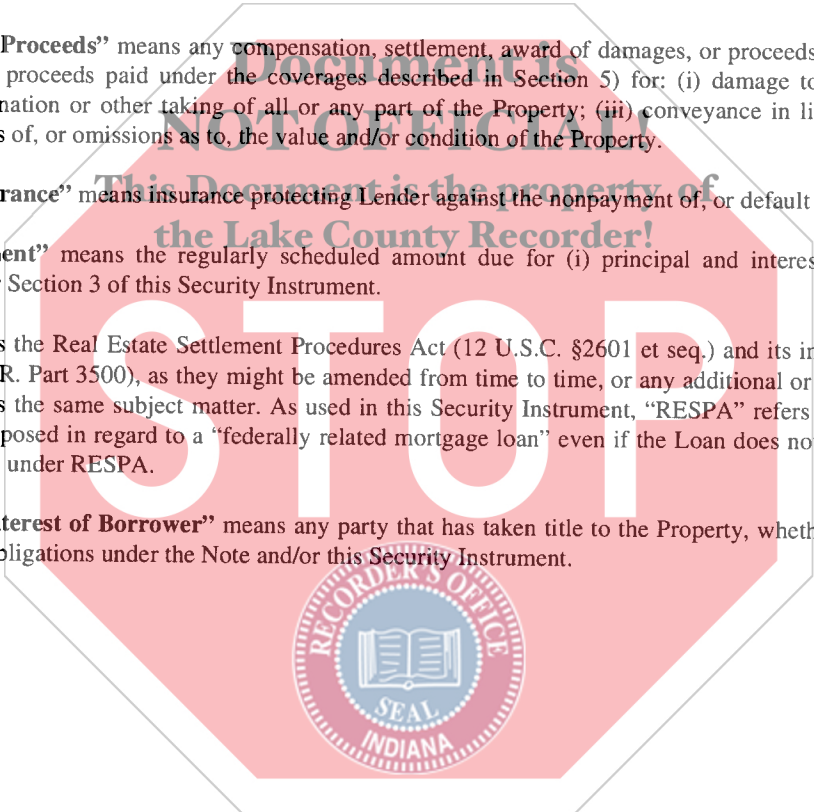 Proceeds” means any compensation, settlement, award of damages, or proceeds
proceeds paid under the coverages described in Section 5) for: (i) damage to
nation or other taking of all or any part of the Property; (iii) conveyance in li
s of, or omissions as to, the value and/or condition of the Property.
rance” means insurance protecting Lender against the nonpayment of, or default
ent” means the regularly scheduled amount due for (i) principal and interes
Section 3 of this Security Instrument.
s the Real Estate Settlement Procedures Act (12 U.S.C. §2601 et seq.) and its in
R. Part 3500), as they might be amended from time to time, or any additional or
s the same subject matter. As used in this Security Instrument, “RESPA” refers
posed in regard to a “federally related mortgage loan” even if the Loan does no
under RESPA.
terest of Borrower” means any party that has taken title to the Property, wheth
bligations under the Note and/or this Security Instrument.
Document is
NOT OFFICIAL!
This Document is the property of
the Lake County Recorder!
STOP
RECORDER'S OFFICE
SEAL
INDIANA